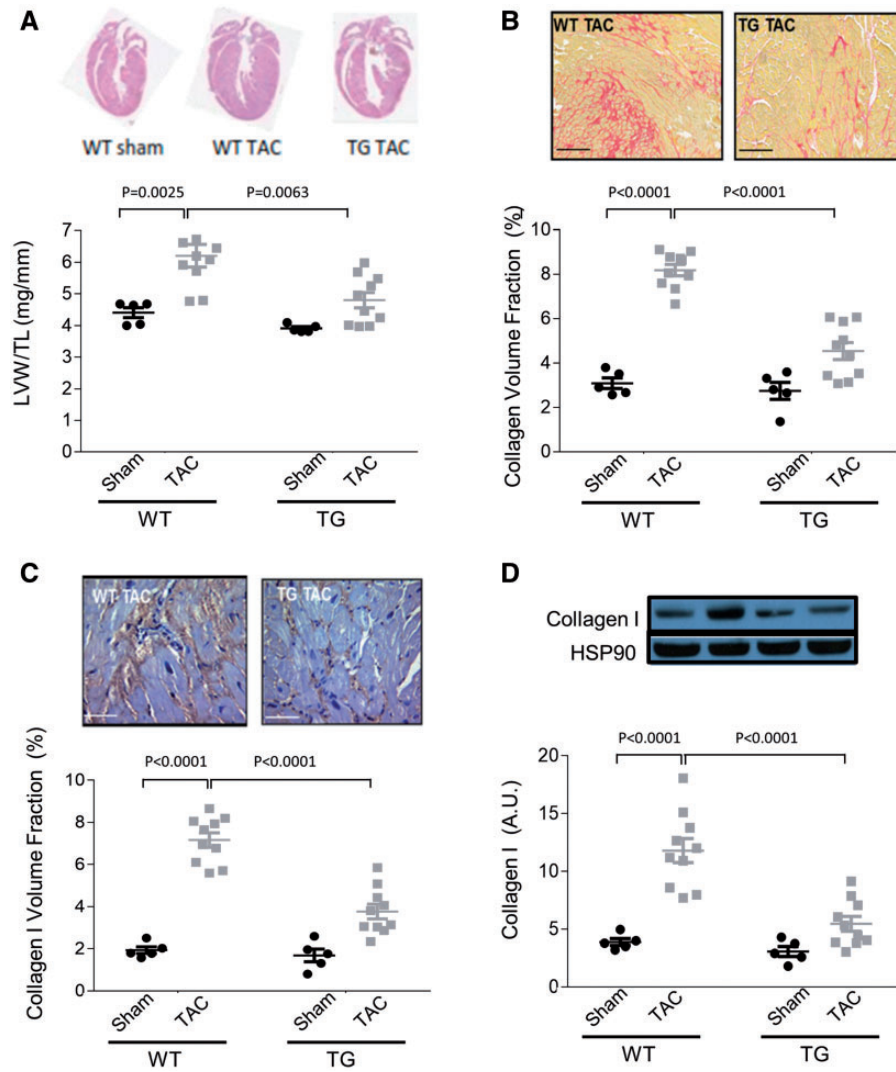 A
WT sham WT TAC TG TAC
P=0.0025 P=0.0063
LVW/TL (mg/mm)
7
6
5
4
3
2
1
0
Sham TAC Sham TAC
WT TG
B
WT TAC TG TAC
P<0.0001 P<0.0001
Collagen Volume Fraction (%)
10
8
6
4
2
0
Sham TAC Sham TAC
WT TG
C
WT TAC TG TAC
P<0.0001 P<0.0001
Collagen I Volume Fraction (%)
10
8
6
4
2
0
Sham TAC Sham TAC
WT TG
D
Collagen I
HSP90
P<0.0001 P<0.0001
Collagen I (A.U.)
20
15
10
5
0
Sham TAC Sham TAC
WT TG